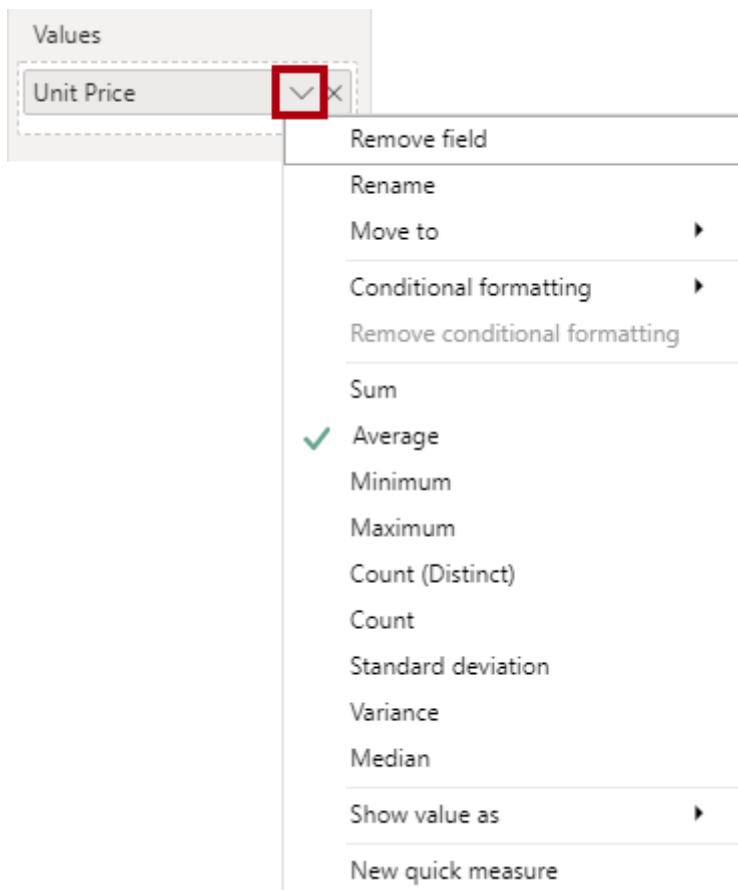 Values
Unit Price
Remove field
Rename
Move to
Conditional formatting
Remove conditional formatting
Sum
Average
Minimum
Maximum
Count (Distinct)
Count
Standard deviation
Variance
Median
Show value as
New quick measure